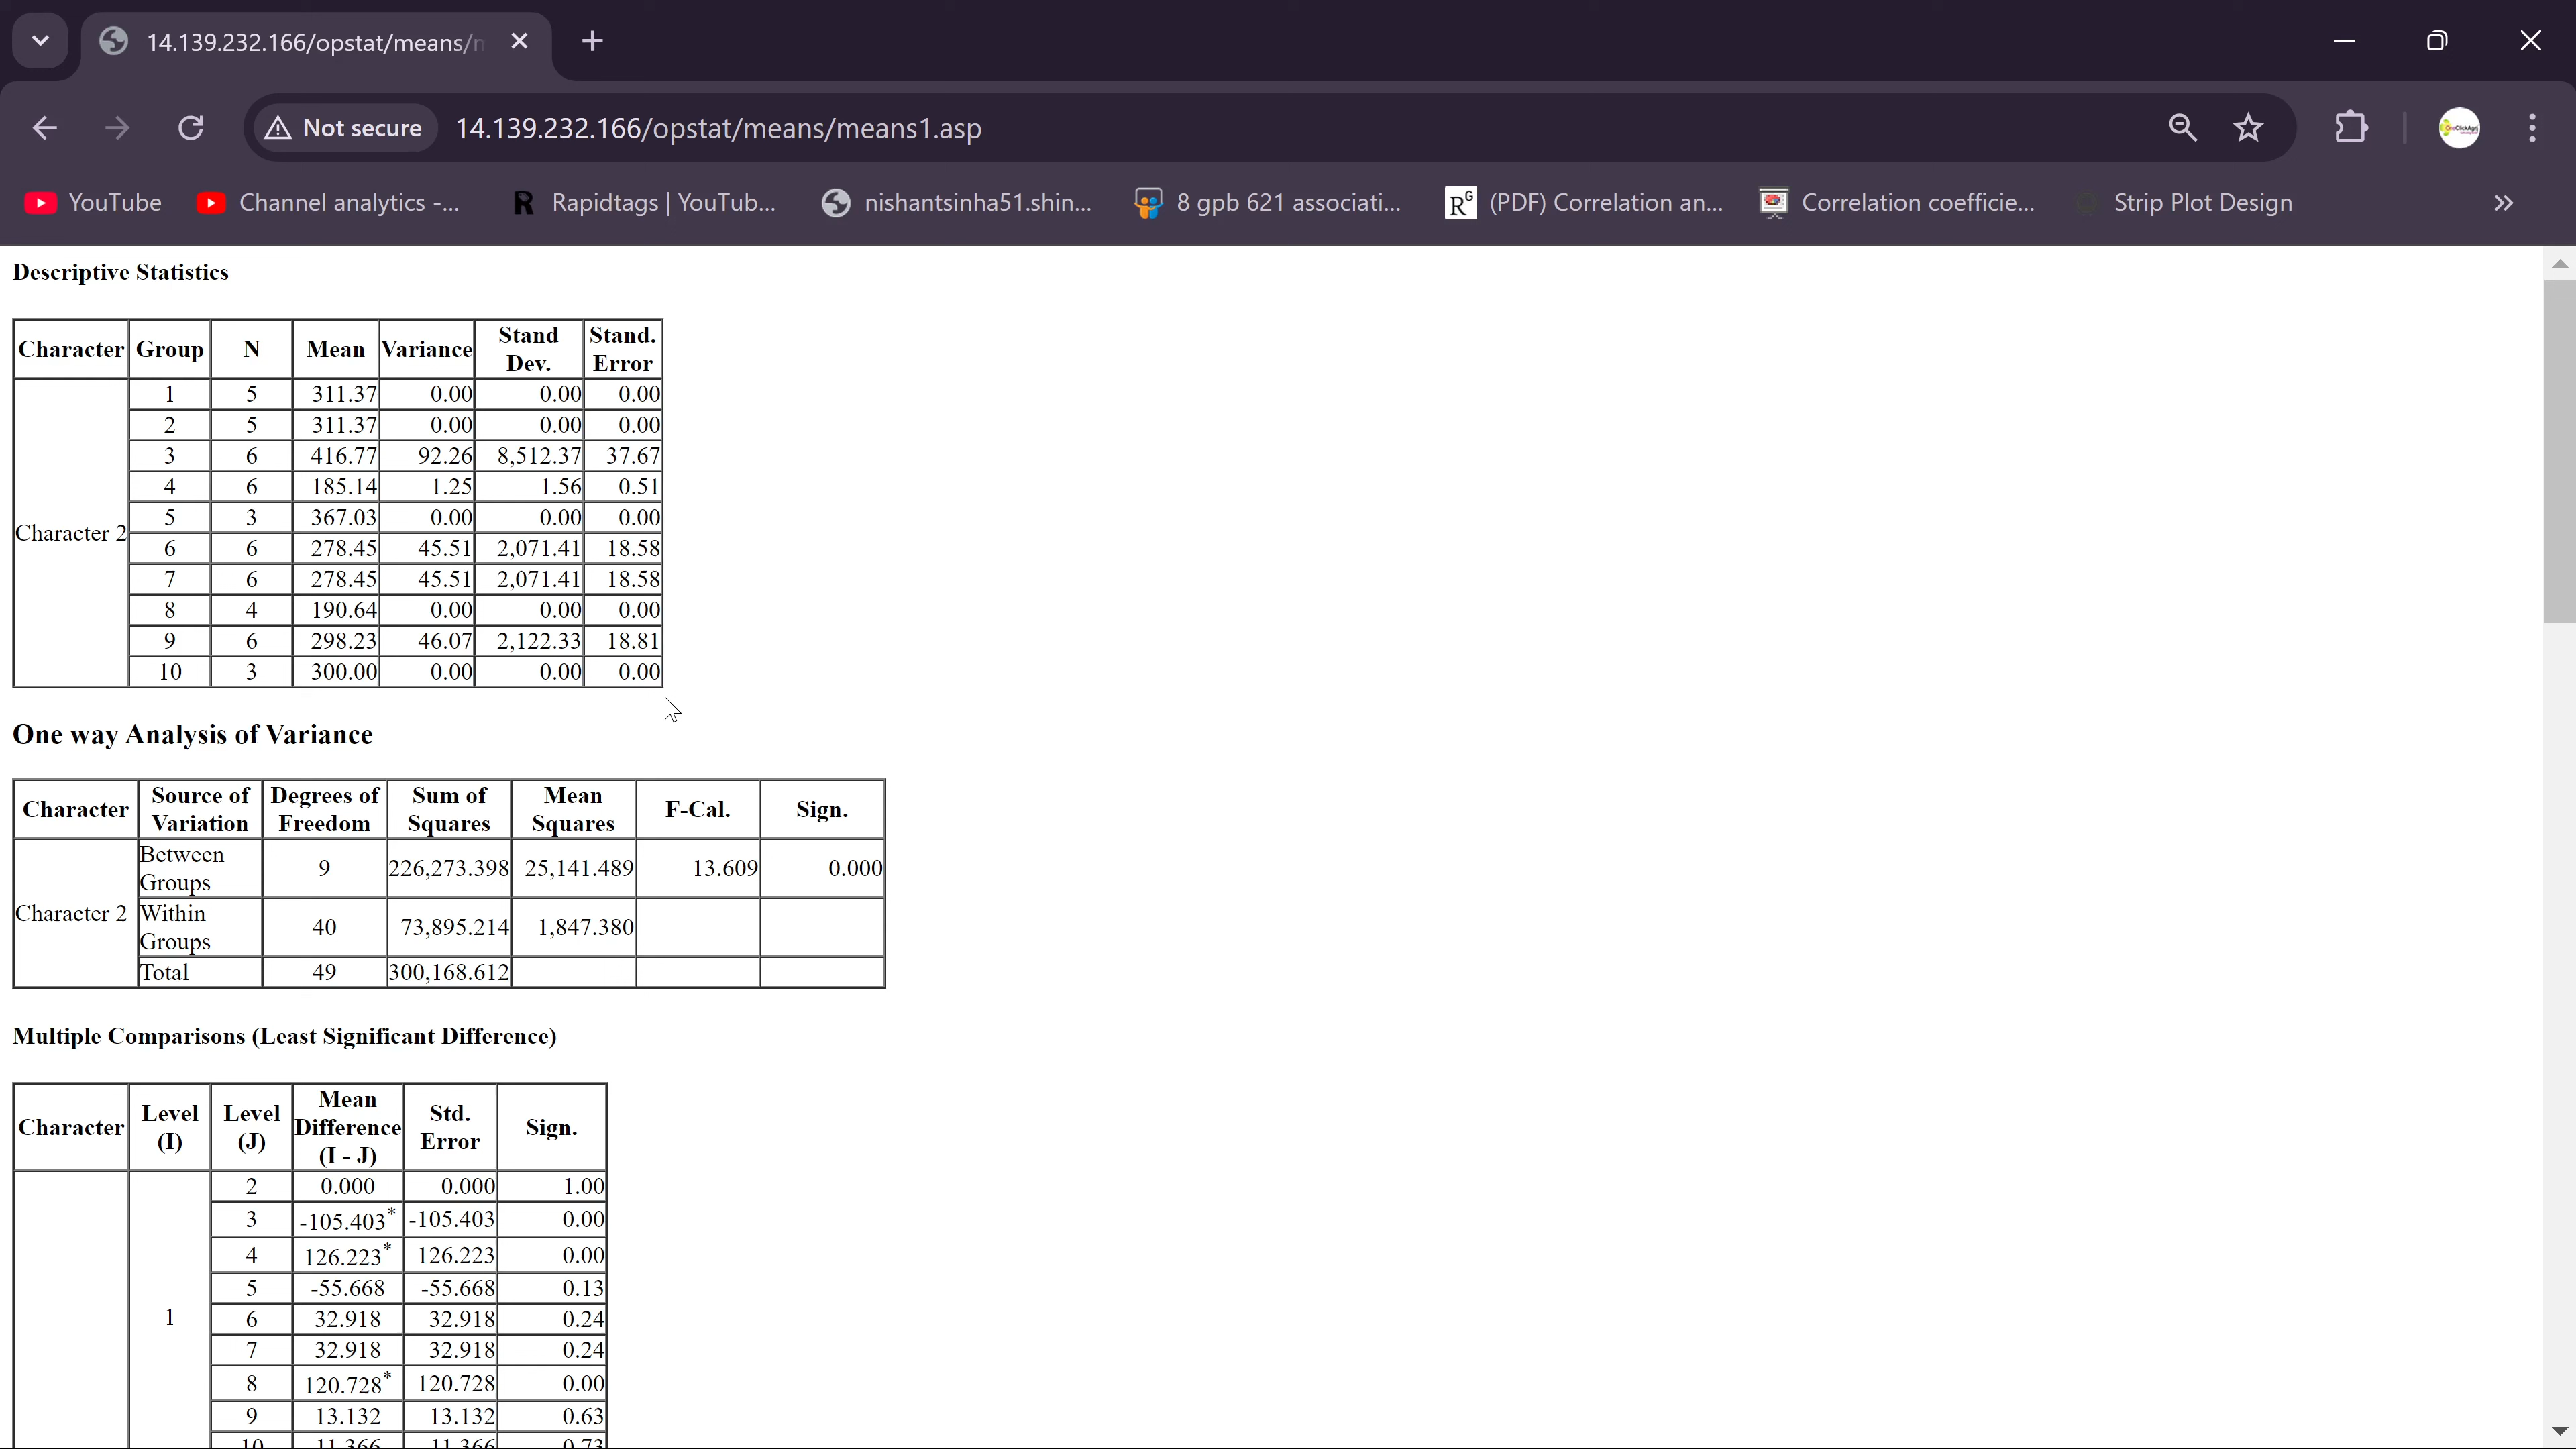 14.139.232.166/opstat/means/n
Not secure 14.139.232.166/opstat/means/means1.asp
YouTube Channel analytics -... Rapidtags | YouTub... nishantsinha51.shin... 8 gpb 621 associati... (PDF) Correlation an... Correlation coefficie... Strip Plot Design
Descriptive Statistics
Character Group N Mean Variance Stand Dev. Stand. Error
1 5 311.37 0.00 0.00 0.00
2 5 311.37 0.00 0.00 0.00
3 6 416.77 92.26 8,512.37 37.67
4 6 185.14 1.25 1.56 0.51
5 3 367.03 0.00 0.00 0.00
Character 2
6 6 278.45 45.51 2,071.41 18.58
7 6 278.45 45.51 2,071.41 18.58
8 4 190.64 0.00 0.00 0.00
9 6 298.23 46.07 2,122.33 18.81
10 3 300.00 0.00 0.00 0.00
One way Analysis of Variance
Character Source of Variation Degrees of Freedom Sum of Squares Mean Squares F-Cal. Sign.
Between Groups 9 226,273.398 25,141.489 13.609 0.000
Character 2 Within Groups 40 73,895.214 1,847.380
Total 49 300,168.612
Multiple Comparisons (Least Significant Difference)
Character Level (I) Level (J) Mean Difference (I - J) Std. Error Sign.
2 0.000 0.000 1.00
3 -105.403* -105.403 0.00
4 126.223* 126.223 0.00
5 -55.668 -55.668 0.13
1 6 32.918 32.918 0.24
7 32.918 32.918 0.24
8 120.728* 120.728 0.00
9 13.132 13.132 0.63
10 11.366 11.366 0.73